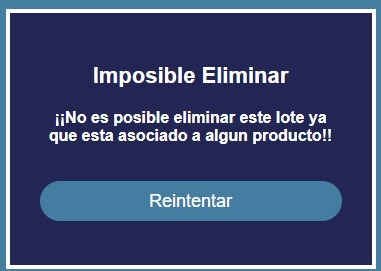 Imposible Eliminar
¡¡No es posible eliminar este lote ya
que esta asociado a algun producto!!
Reintentar